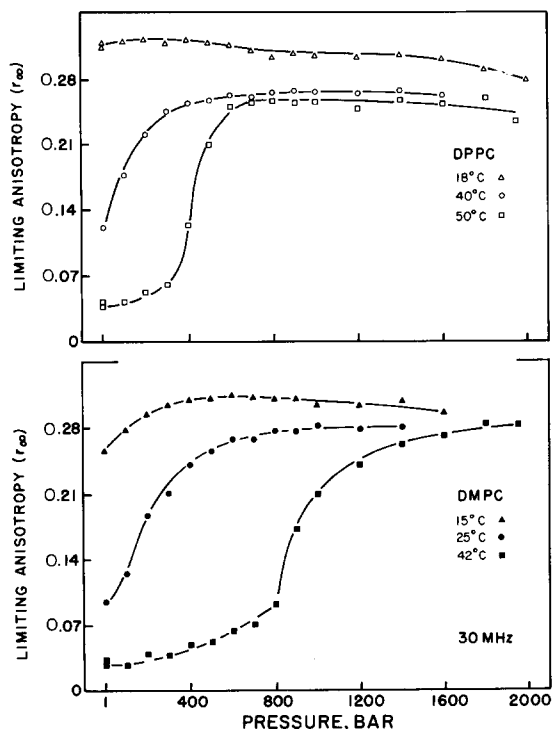 LIMITING ANISOTROPY (r∞)
0.28
0.21
0.14
0.07
0
DPPC
18°C △
40°C ○
50°C □
LIMITING ANISOTROPY (r∞)
0.28
0.21
0.14
0.07
0
DMPC
15°C ▲
25°C ●
42°C ■
30 MHz
1 400 800 1200 1600 2000
PRESSURE, BAR